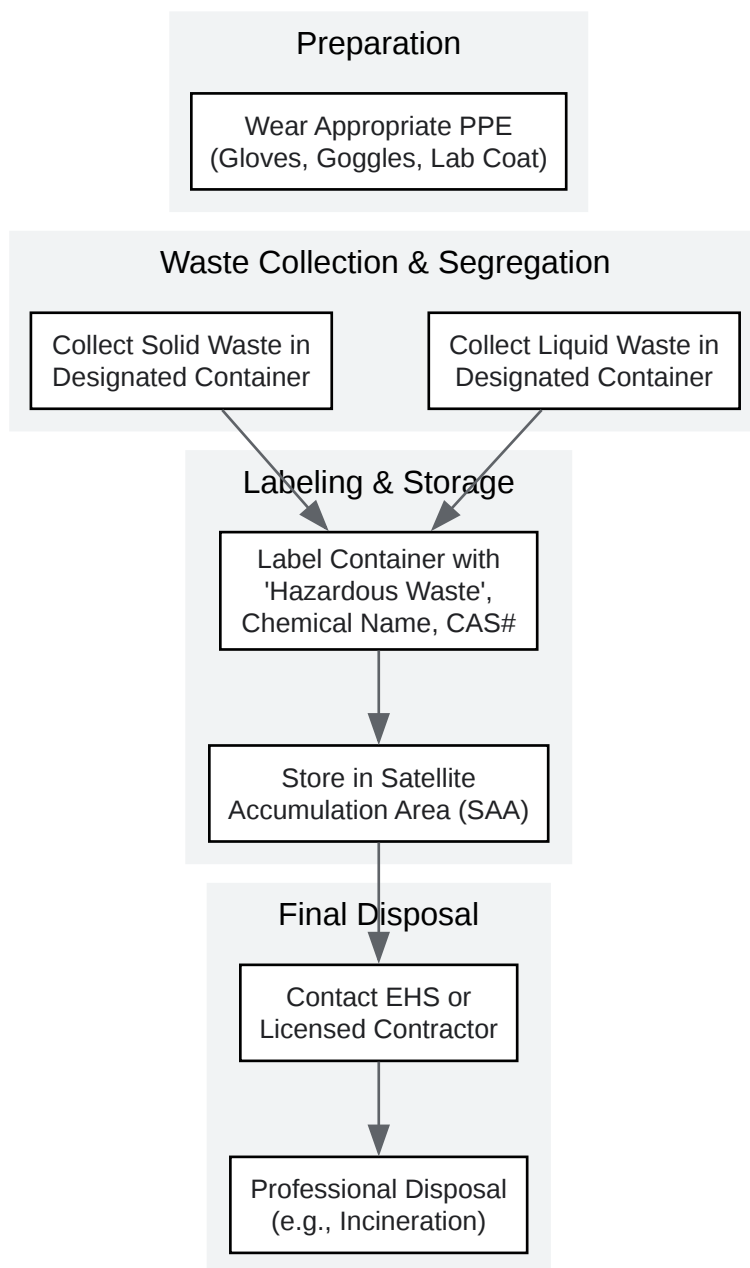 Preparation
Wear Appropriate PPE
(Gloves, Goggles, Lab Coat)
Waste Collection & Segregation
Collect Solid Waste in
Designated Container
Collect Liquid Waste in
Designated Container
Labeling & Storage
Label Container with
'Hazardous Waste',
Chemical Name, CAS#
Store in Satellite
Accumulation Area (SAA)
Final Disposal
Contact EHS or
Licensed Contractor
Professional Disposal
(e.g., Incineration)